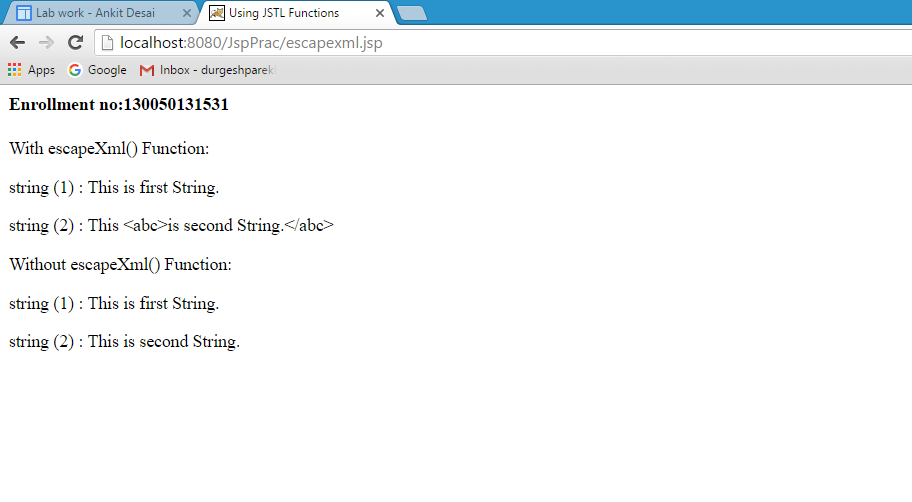 Lab work - Ankit Desai
Using JSTL Functions
localhost:8080/JspPrac/escapexml.jsp
Apps
Google
Inbox - durgeshparek
Enrollment no:130050131531
With escapeXml() Function:
string (1) : This is first String.
string (2) : This <abc>is second String.</abc>
Without escapeXml() Function:
string (1) : This is first String.
string (2) : This is second String.